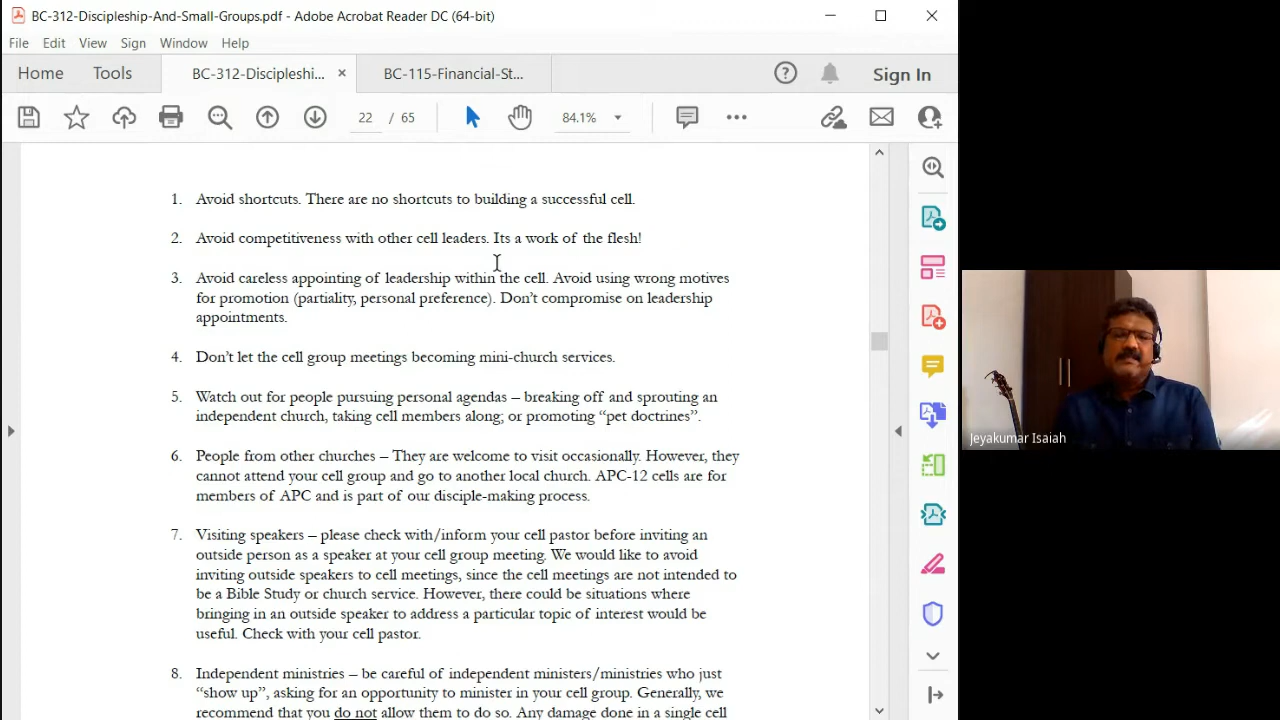 BC-312-Discipleship-And-Small-Groups.pdf - Adobe Acrobat Reader DC (64-bit)
File Edit View Sign Window Help
Home Tools BC-312-Discipleshi... × BC-115-Financial-St... Sign In
22 / 65 84.1%
1. Avoid shortcuts. There are no shortcuts to building a successful cell.
2. Avoid competitiveness with other cell leaders. Its a work of the flesh!
3. Avoid careless appointing of leadership within the cell. Avoid using wrong motives
for promotion (partiality, personal preference). Don't compromise on leadership
appointments.
4. Don't let the cell group meetings becoming mini-church services.
5. Watch out for people pursuing personal agendas – breaking off and sprouting an
independent church, taking cell members along; or promoting “pet doctrines”.
6. People from other churches – They are welcome to visit occasionally. However, they
cannot attend your cell group and go to another local church. APC-12 cells are for
members of APC and is part of our disciple-making process.
7. Visiting speakers – please check with/inform your cell pastor before inviting an
outside person as a speaker at your cell group meeting. We would like to avoid
inviting outside speakers to cell meetings, since the cell meetings are not intended to
be a Bible Study or church service. However, there could be situations where
bringing in an outside speaker to address a particular topic of interest would be
useful. Check with your cell pastor.
8. Independent ministries – be careful of independent ministers/ministries who just
“show up”, asking for an opportunity to minister in your cell group. Generally, we
recommend that you do not allow them to do so. Any damage done in a single cell
Jeyakumar Isaiah